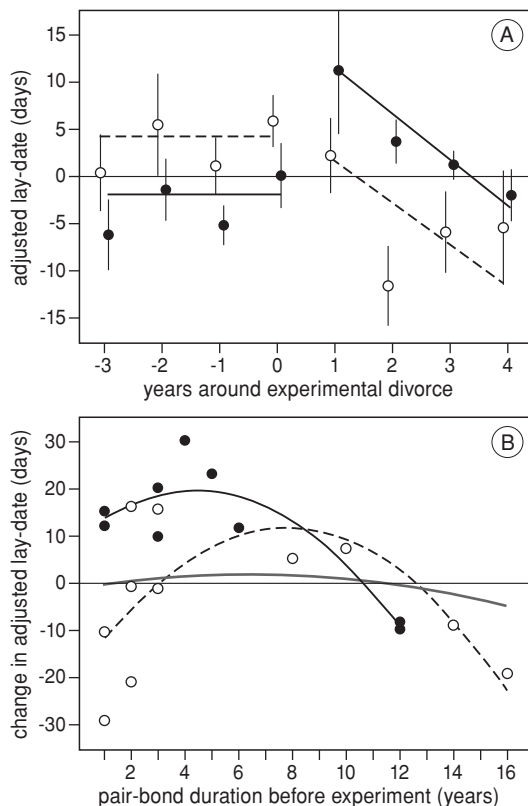 A
15
10
5
0
-5
-10
-15
adjusted lay-date (days)
-3 -2 -1 0 1 2 3 4
years around experimental divorce
B
30
20
10
0
-10
-20
-30
change in adjusted lay-date (days)
2 4 6 8 10 12 14 16
pair-bond duration before experiment (years)